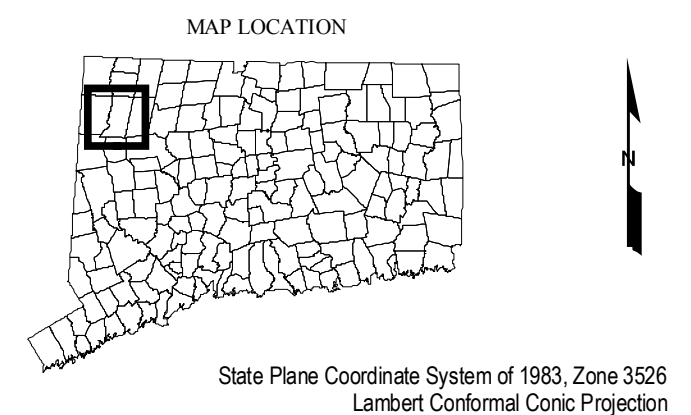 MAP LOCATION
N
State Plane Coordinate System of 1983, Zone 3526
Lambert Conformal Conic Projection